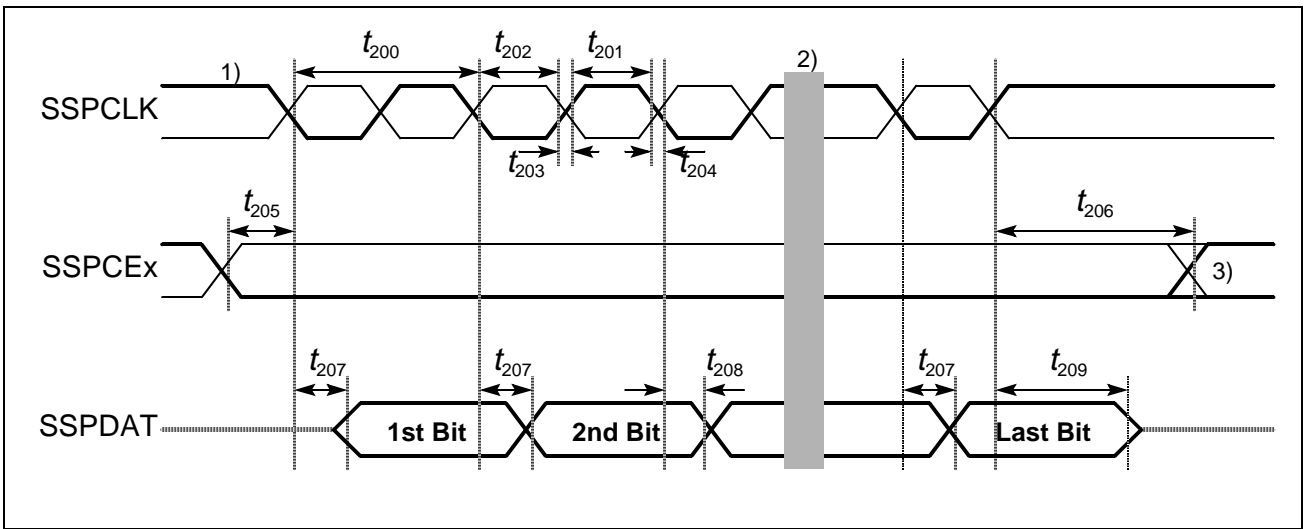 t200 t202 t201 2)
1)
SSPCLK
t203 t204
t205 t206
SSPCEx 3)
t207 t207 t208 t207 t209
SSPDAT 1st Bit 2nd Bit Last Bit